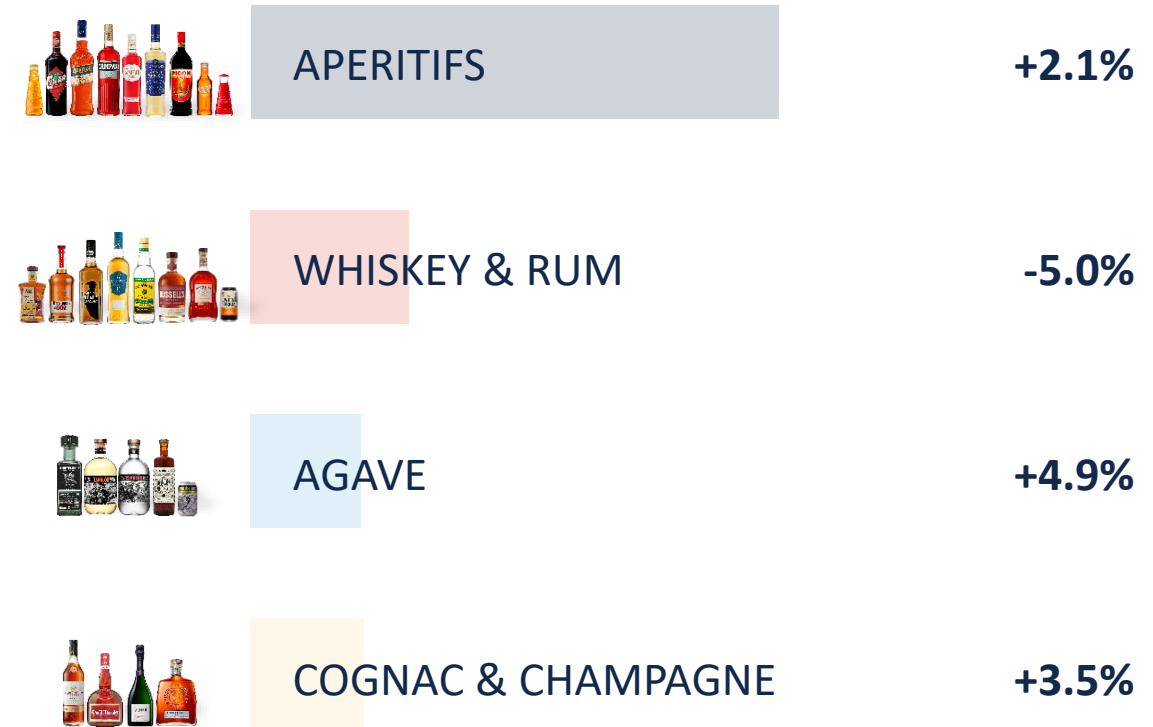 APERITIFS
+2.1%
WHISKEY & RUM
-5.0%
AGAVE
+4.9%
COGNAC & CHAMPAGNE
+3.5%